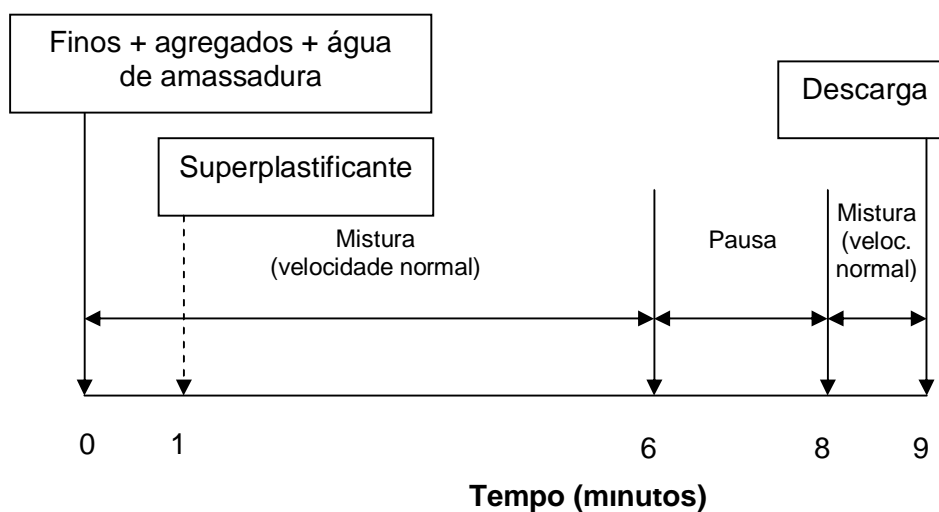 Finos + agregados + água
de amassadura
Descarga
Superplastificante
Mistura
(velocidade normal)
Pausa
Mistura
(veloc.
normal)
0
1
6
8
9
Tempo (minutos)